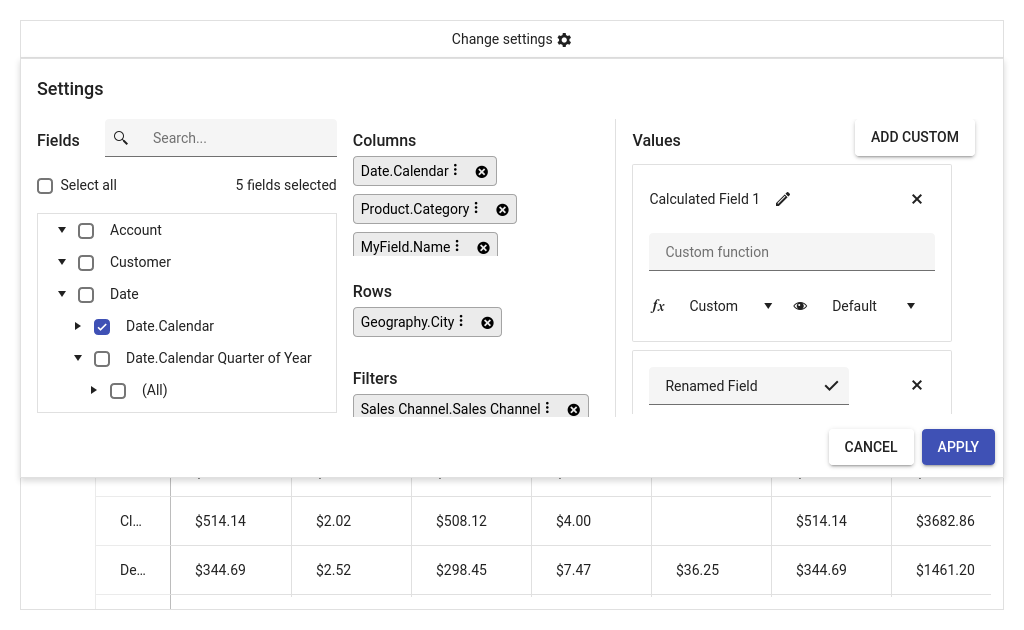 Change settings
Settings
Fields
Search...
Select all
5 fields selected
Account
Customer
Date
Date.Calendar
Date.Calendar Quarter of Year
(All)
Columns
Date.Calendar
Product.Category
MyField.Name
Rows
Geography.City
Filters
Sales Channel.Sales Channel
Values
ADD CUSTOM
Calculated Field 1
Custom function
fx Custom Default
Renamed Field
CANCEL APPLY
Cl... $514.14 $2.02 $508.12 $4.00 $514.14 $3682.86
De... $344.69 $2.52 $298.45 $7.47 $36.25 $344.69 $1461.20